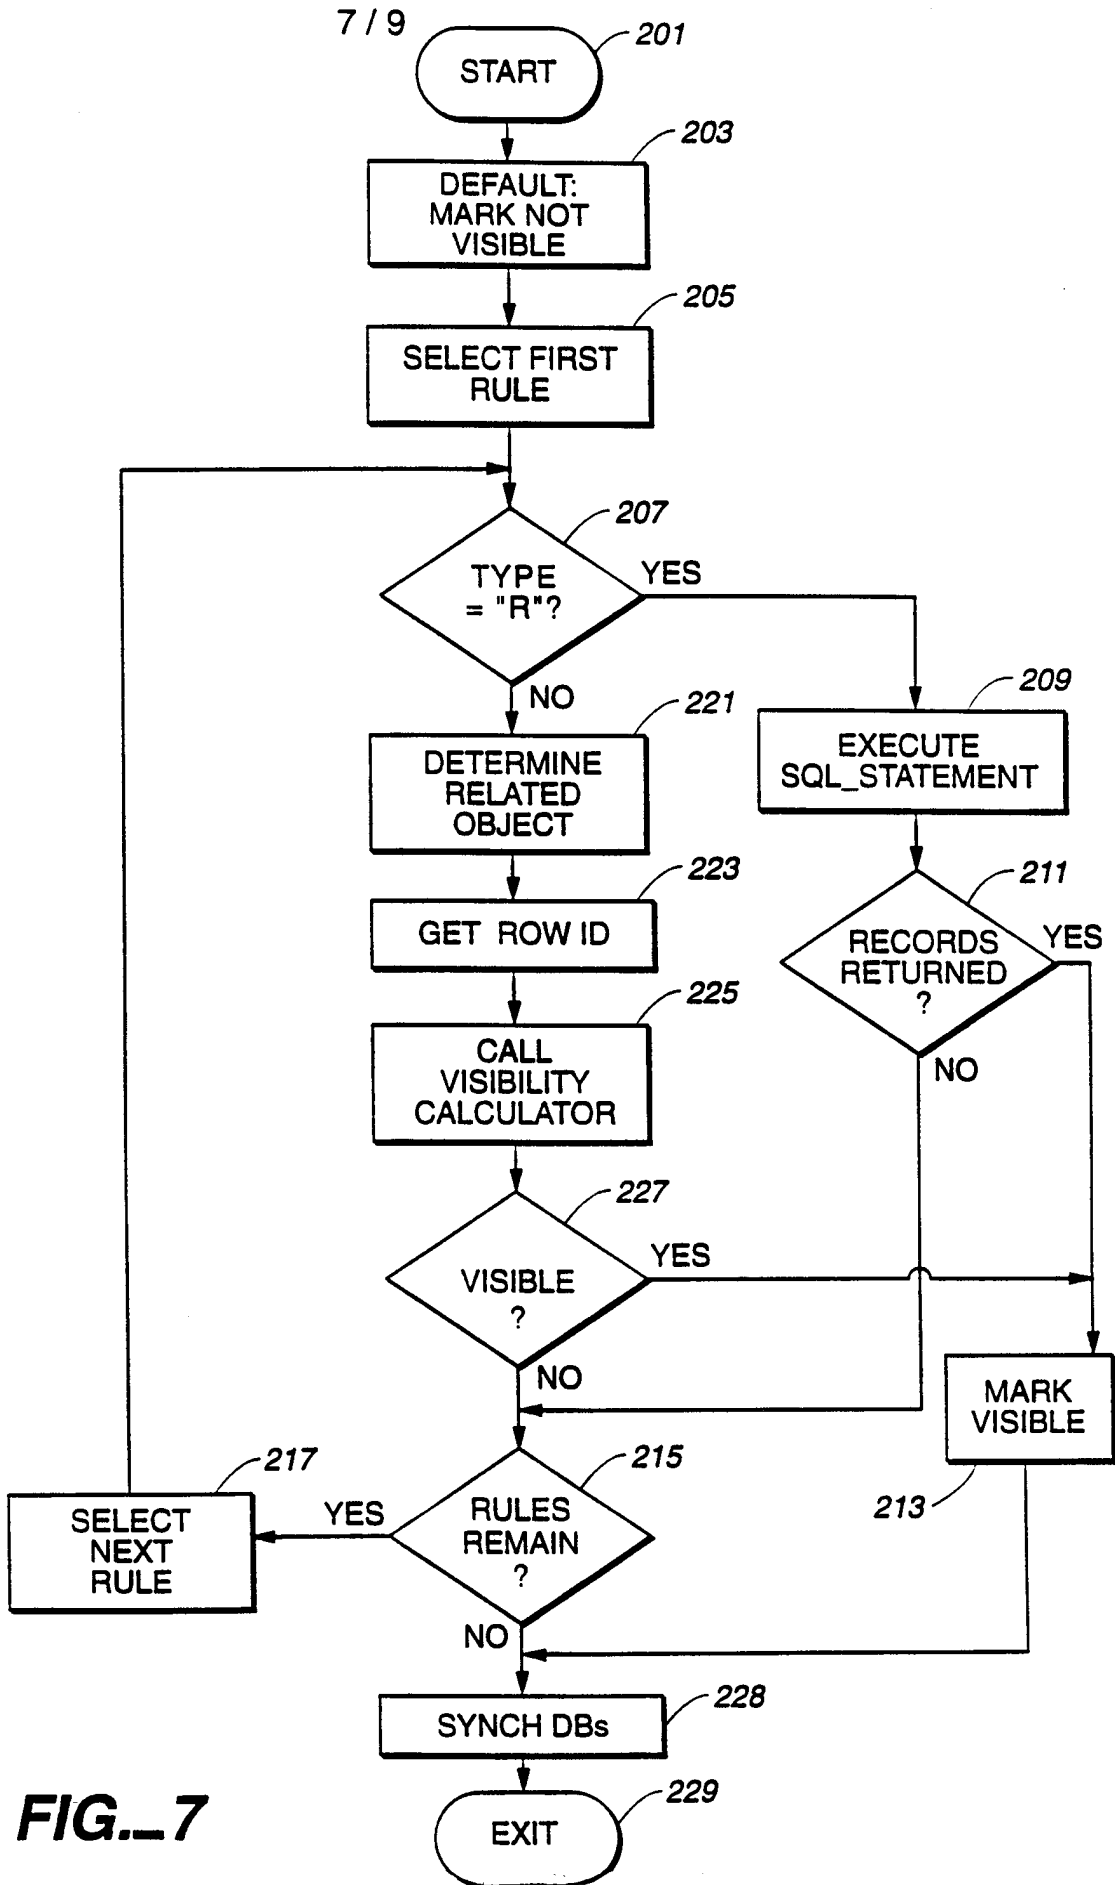 7 / 9
201
START
203
DEFAULT:
MARK NOT
VISIBLE
205
SELECT FIRST
RULE
207
TYPE
= "R"?
YES
NO
209
EXECUTE
SQL_STATEMENT
221
DETERMINE
RELATED
OBJECT
211
RECORDS
RETURNED
?
YES
NO
223
GET ROW ID
225
CALL
VISIBILITY
CALCULATOR
227
VISIBLE
?
YES
NO
MARK
VISIBLE
213
215
RULES
REMAIN
?
YES
NO
217
SELECT
NEXT
RULE
228
SYNCH DBs
229
EXIT
FIG._7